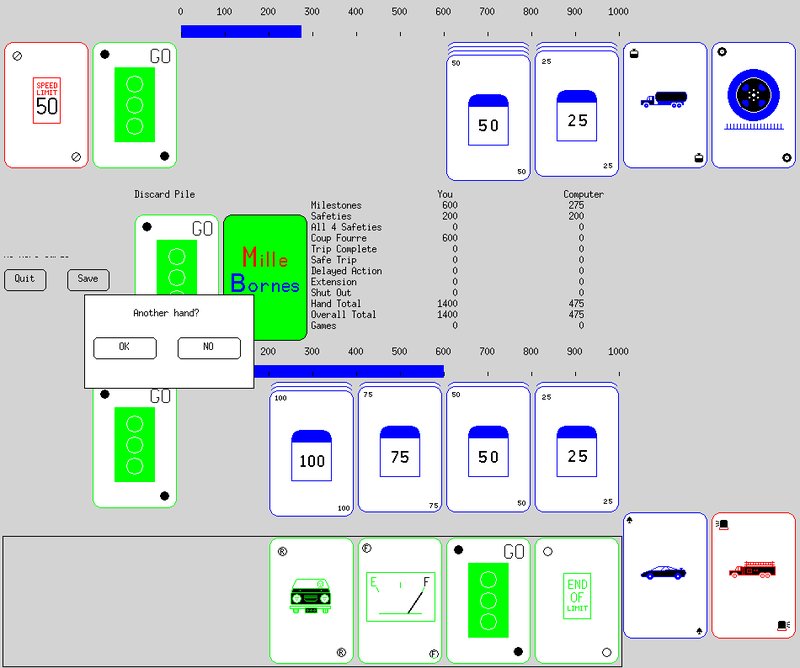 0 100 200 300 400 500 600 700 800 900 1000
SPEED LIMIT 50
GO
50 50 50
25 25 25
Discard Pile
You Computer
Milestones 600 275
Safeties 200 200
All 4 Safeties 0 0
Coup Fourre 600 0
Trip Complete 0 0
Safe Trip 0 0
Delayed Action 0 0
Extension 0 0
Shut Out 0 0
Hand Total 1400 475
Overall Total 1400 475
Games 0 0
GO
Mille
Bornes
Quit Save
Another hand?
OK NO
200 300 400 500 600 700 800 900 1000
GO
100 100 100
75 75 75
50 50 50
25 25 25
R R
F E F F
GO
END OF LIMIT